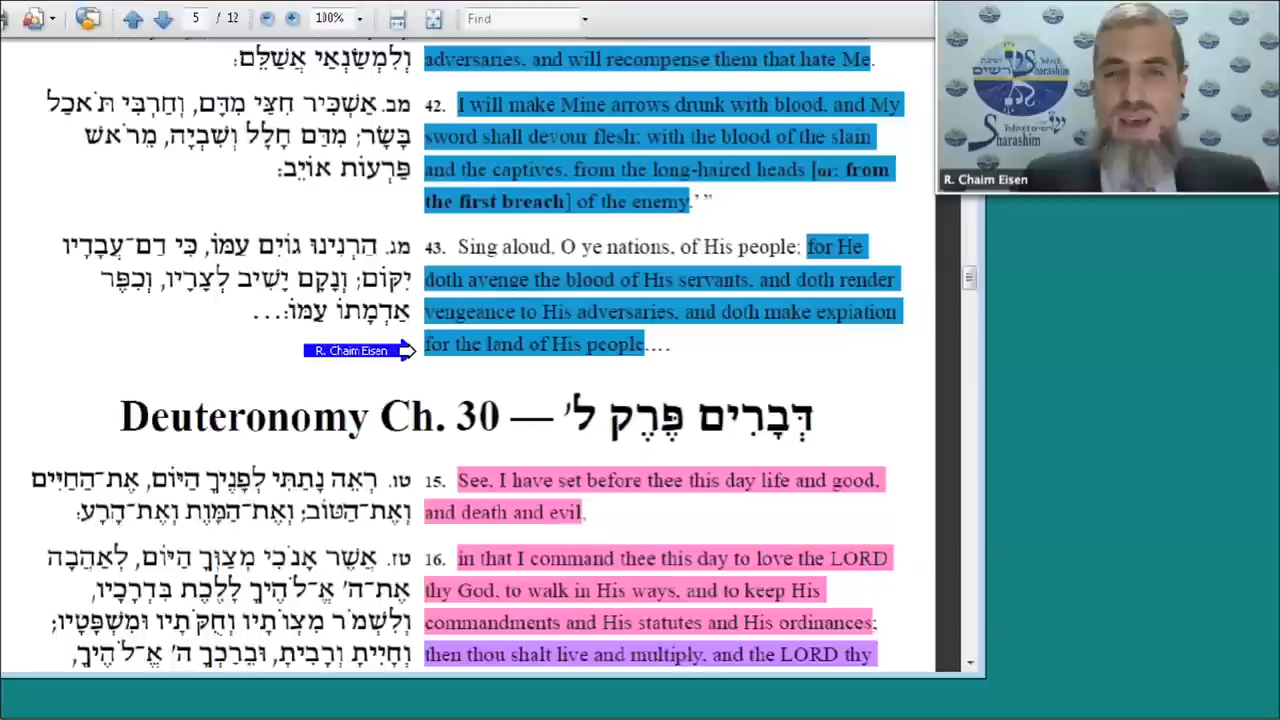 5 / 12 100% Find
וְלִמְשַׂנְאַי אֲשַׁלֵּם:
adversaries, and will recompense them that hate Me.
מב. אַשְׁכִּיר חִצַּי מִדָּם, וְחַרְבִּי תֹּאכַל
בָּשָׂר; מִדַּם חָלָל וְשִׁבְיָה, מֵרֹאשׁ
פַּרְעוֹת אוֹיֵב:
42. I will make Mine arrows drunk with blood, and My
sword shall devour flesh; with the blood of the slain
and the captives, from the long-haired heads [or: from
the first breach] of the enemy.’ ”
מג. הַרְנִינוּ גוֹיִם עַמּוֹ, כִּי דַם־עֲבָדָיו
יִקּוֹם; וְנָקָם יָשִׁיב לְצָרָיו, וְכִפֶּר
אַדְמָתוֹ עַמּוֹ:…
43. Sing aloud, O ye nations, of His people; for He
doth avenge the blood of His servants, and doth render
vengeance to His adversaries, and doth make expiation
for the land of His people….
R. Chaim Eisen
Deuteronomy Ch. 30 — דְּבָרִים פֶּרֶק ל׳
טו. רְאֵה נָתַתִּי לְפָנֶיךָ הַיּוֹם, אֶת־הַחַיִּים
וְאֶת־הַטּוֹב; וְאֶת־הַמָּוֶת וְאֶת־הָרָע:
15. See, I have set before thee this day life and good,
and death and evil,
טז. אֲשֶׁר אָנֹכִי מְצַוְּךָ הַיּוֹם, לְאַהֲבָה
אֶת־ה׳ אֱ־לֹהֶיךָ לָלֶכֶת בִּדְרָכָיו,
וְלִשְׁמֹר מִצְוֹתָיו וְחֻקֹּתָיו וּמִשְׁפָּטָיו;
וְחָיִיתָ וְרָבִיתָ, וּבֵרַכְךָ ה׳ אֱ־לֹהֶיךָ,
16. in that I command thee this day to love the LORD
thy God, to walk in His ways, and to keep His
commandments and His statutes and His ordinances;
then thou shalt live and multiply, and the LORD thy
R. Chaim Eisen
Sharashim